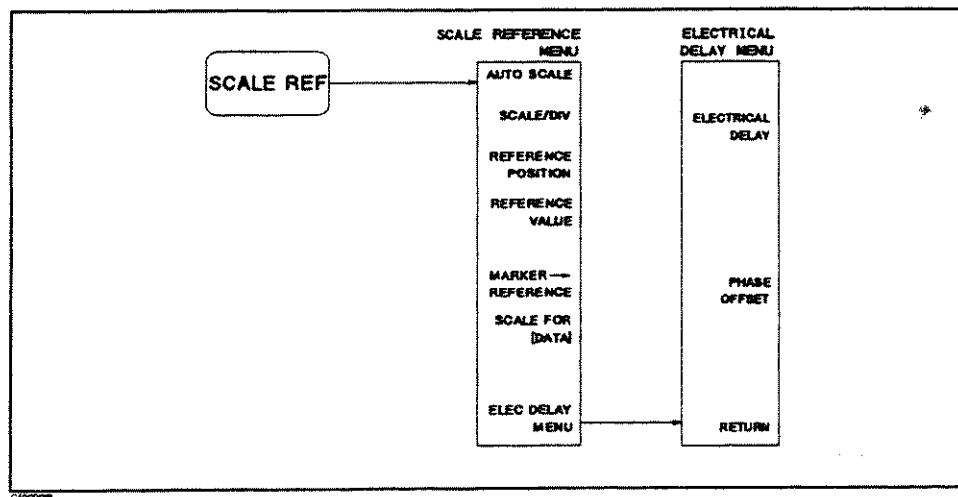 SCALE REF
SCALE REFERENCE
MENU
AUTO SCALE
SCALE/DIV
REFERENCE
POSITION
REFERENCE
VALUE
MARKER →
REFERENCE
SCALE FOR
[DATA]
ELEC DELAY
MENU
ELECTRICAL
DELAY MENU
ELECTRICAL
DELAY
PHASE
OFFSET
RETURN